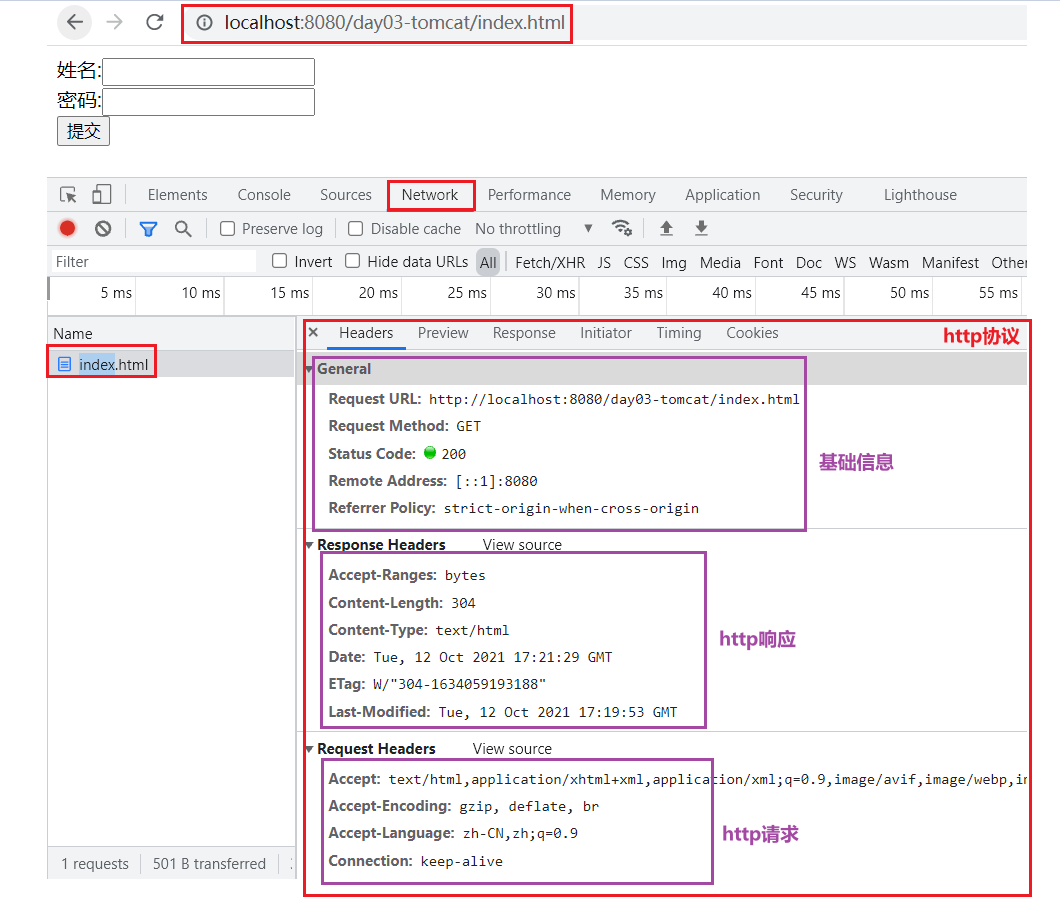 localhost:8080/day03-tomcat/index.html
姓名:
密码:
提交
Elements Console Sources Network Performance Memory Application Security Lighthouse
Preserve log Disable cache No throttling
Filter Invert Hide data URLs All Fetch/XHR JS CSS Img Media Font Doc WS Wasm Manifest Other
5 ms 10 ms 15 ms 20 ms 25 ms 30 ms 35 ms 40 ms 45 ms 50 ms 55 ms
Name
index.html
Headers Preview Response Initiator Timing Cookies http协议
General
Request URL: http://localhost:8080/day03-tomcat/index.html
Request Method: GET
Status Code: 200
Remote Address: [::1]:8080
Referrer Policy: strict-origin-when-cross-origin
基础信息
Response Headers View source
Accept-Ranges: bytes
Content-Length: 304
Content-Type: text/html
Date: Tue, 12 Oct 2021 17:21:29 GMT
ETag: W/"304-1634059193188"
Last-Modified: Tue, 12 Oct 2021 17:19:53 GMT
http响应
Request Headers View source
Accept: text/html,application/xhtml+xml,application/xml;q=0.9,image/avif,image/webp,in
Accept-Encoding: gzip, deflate, br
Accept-Language: zh-CN,zh;q=0.9
Connection: keep-alive
http请求
1 requests 501 B transferred